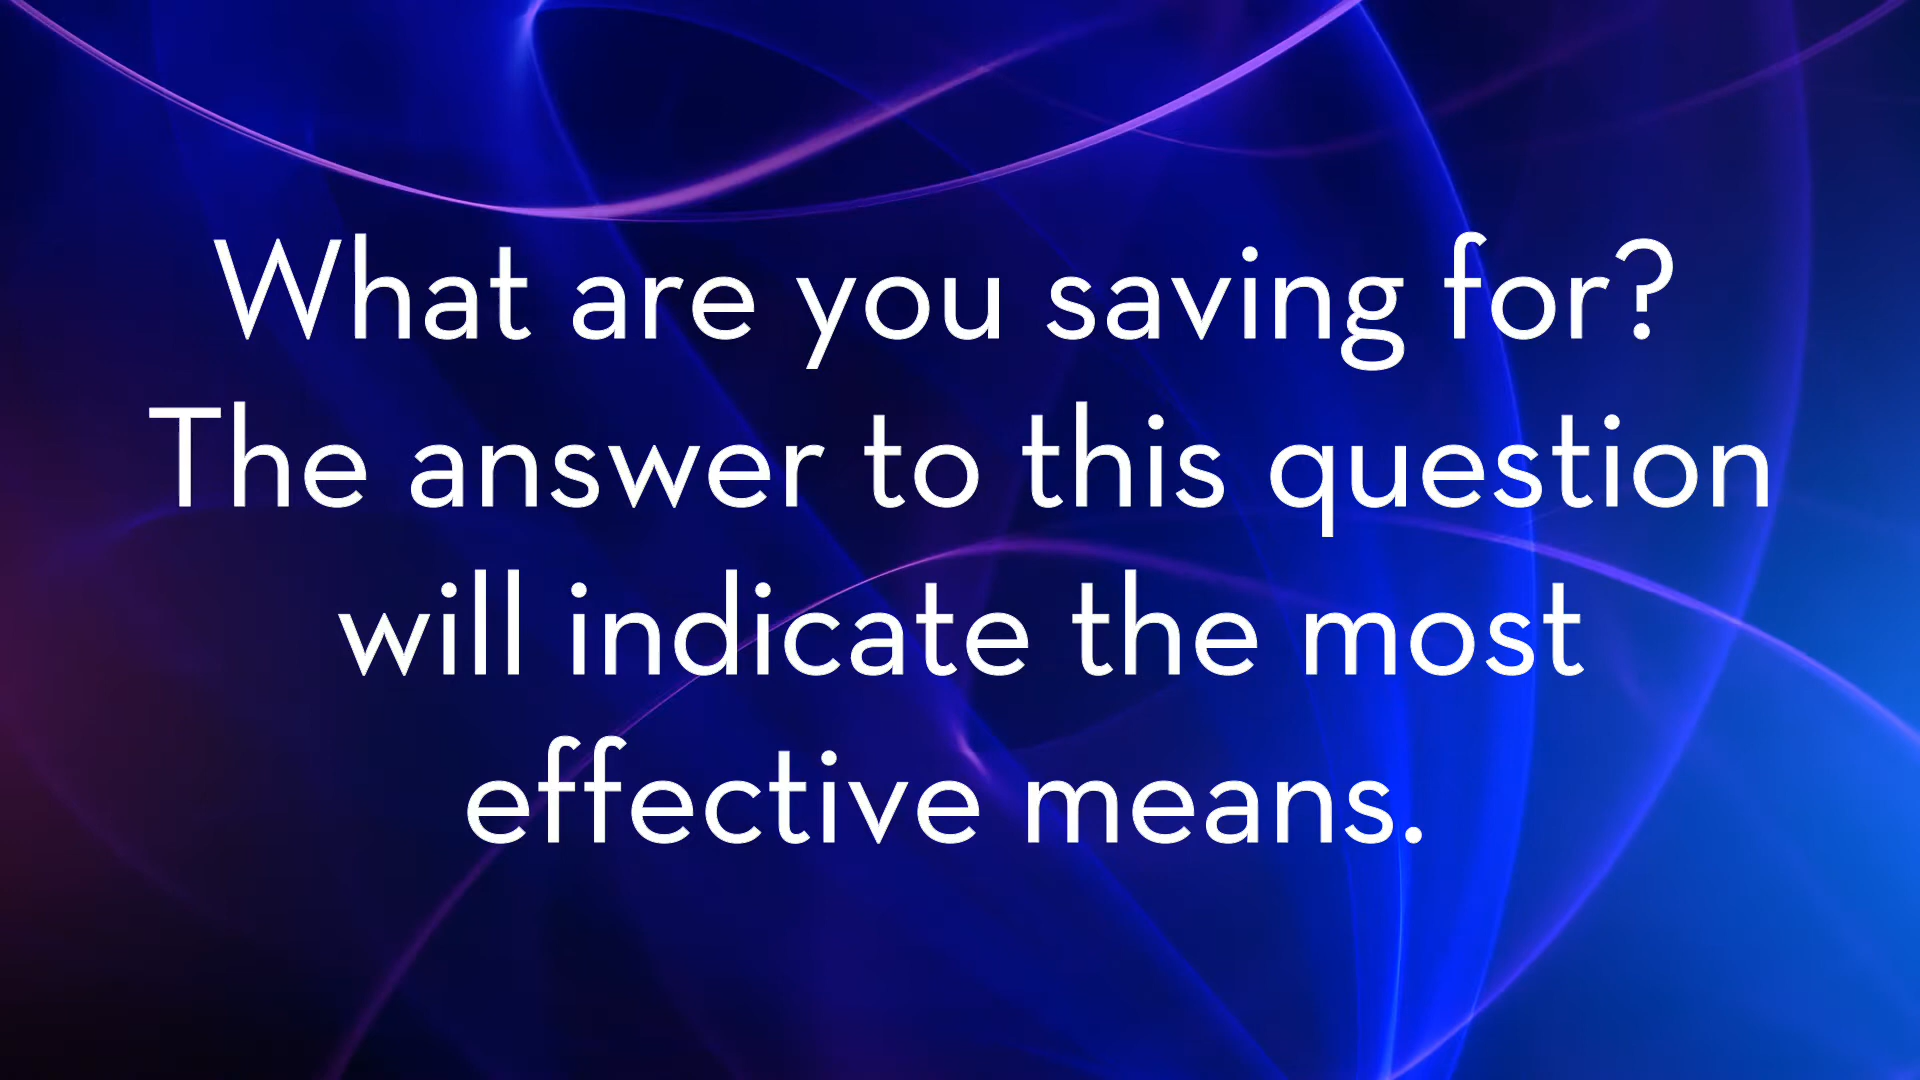 What are you saving for?
The answer to this question
will indicate the most
effective means.